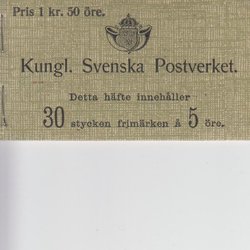 Pris 1 kr. 50 öre.
Kungl. Svenska Postverket.
Detta häfte innehåller
30 stycken frimärken À 5 öre.